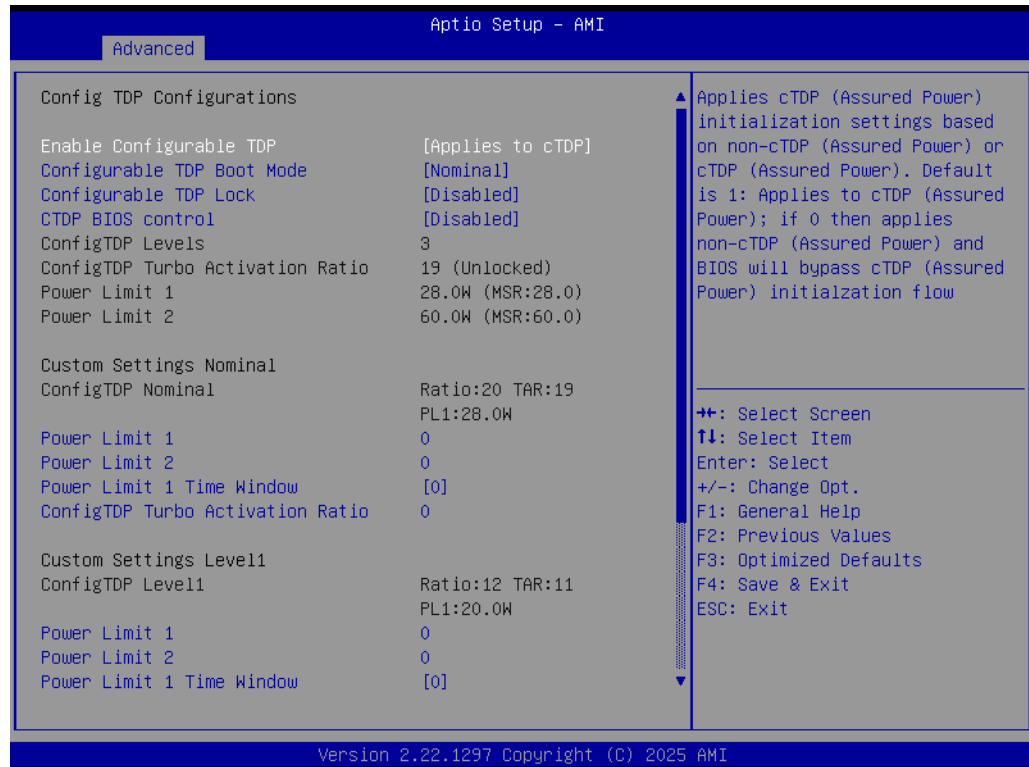 Aptio Setup - AMI
Advanced
Config TDP Configurations
Enable Configurable TDP [Applies to cTDP]
Configurable TDP Boot Mode [Nominal]
Configurable TDP Lock [Disabled]
CTDP BIOS control [Disabled]
ConfigTDP Levels 3
ConfigTDP Turbo Activation Ratio 19 (Unlocked)
Power Limit 1 28.0W (MSR:28.0)
Power Limit 2 60.0W (MSR:60.0)
Custom Settings Nominal
ConfigTDP Nominal Ratio:20 TAR:19
PL1:28.0W
Power Limit 1 0
Power Limit 2 0
Power Limit 1 Time Window [0]
ConfigTDP Turbo Activation Ratio 0
Custom Settings Level1
ConfigTDP Level1 Ratio:12 TAR:11
PL1:20.0W
Power Limit 1 0
Power Limit 2 0
Power Limit 1 Time Window [0]
Applies cTDP (Assured Power)
initialization settings based
on non-cTDP (Assured Power) or
cTDP (Assured Power). Default
is 1: Applies to cTDP (Assured
Power); if 0 then applies
non-cTDP (Assured Power) and
BIOS will bypass cTDP (Assured
Power) initialzation flow
→←: Select Screen
↑↓: Select Item
Enter: Select
+/-: Change Opt.
F1: General Help
F2: Previous Values
F3: Optimized Defaults
F4: Save & Exit
ESC: Exit
Version 2.22.1297 Copyright (C) 2025 AMI